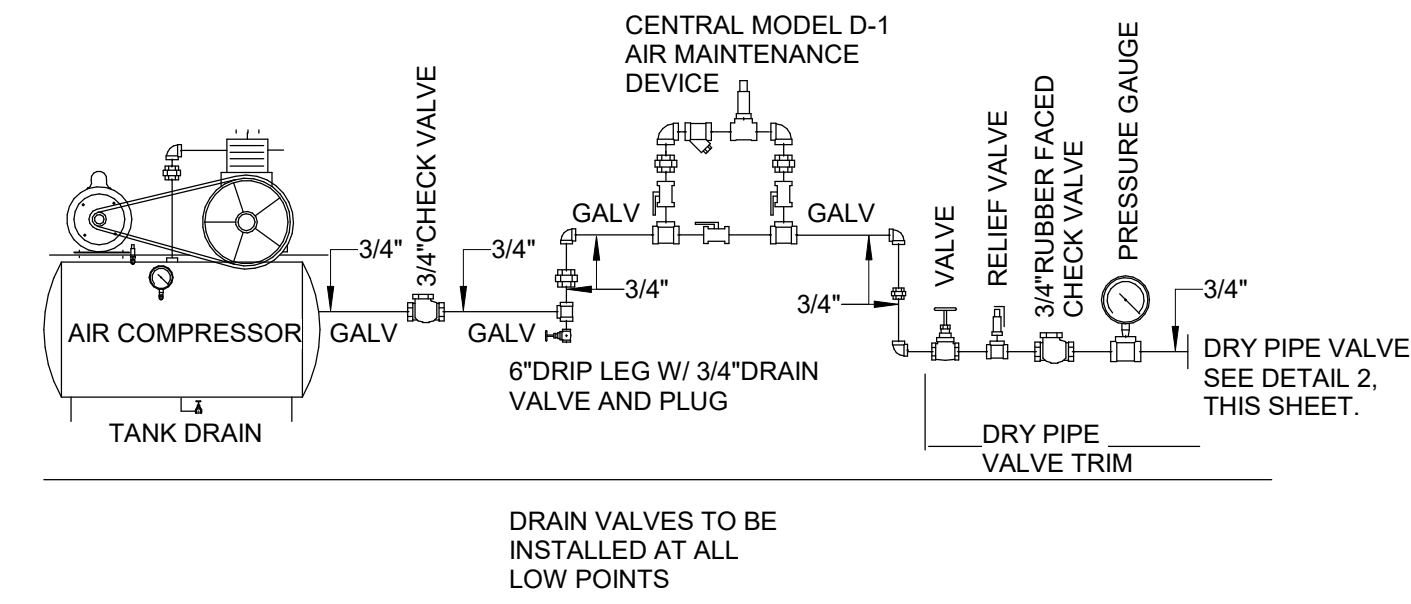 CENTRAL MODEL D-1
AIR MAINTENANCE
DEVICE
3/4"CHECK VALVE
VALVE
RELIEF VALVE
3/4"RUBBER FACED
CHECK VALVE
PRESSURE GAUGE
3/4"
3/4"
GALV
GALV
3/4"
3/4"
3/4"
AIR COMPRESSOR
GALV
GALV
6"DRIP LEG W/ 3/4"DRAIN
VALVE AND PLUG
DRY PIPE VALVE
SEE DETAIL 2,
THIS SHEET.
TANK DRAIN
DRY PIPE
VALVE TRIM
DRAIN VALVES TO BE
INSTALLED AT ALL
LOW POINTS